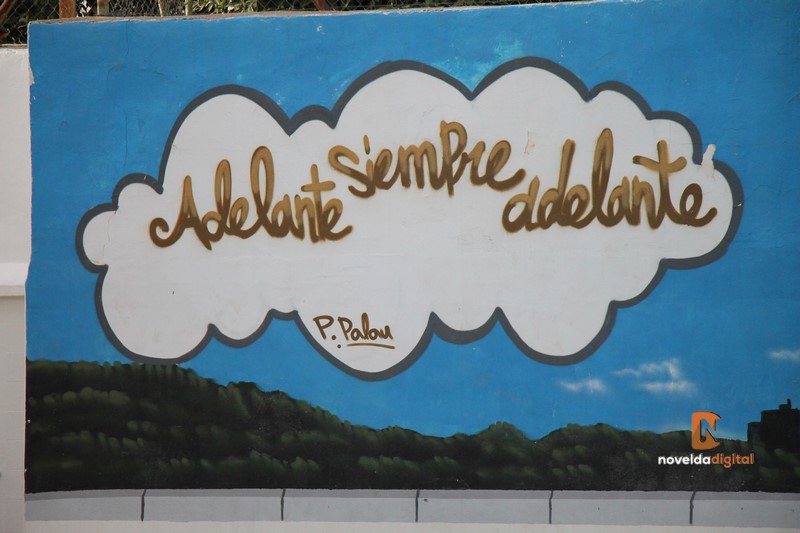 Adelante siempre adelante
P. Palau
noveldadigital